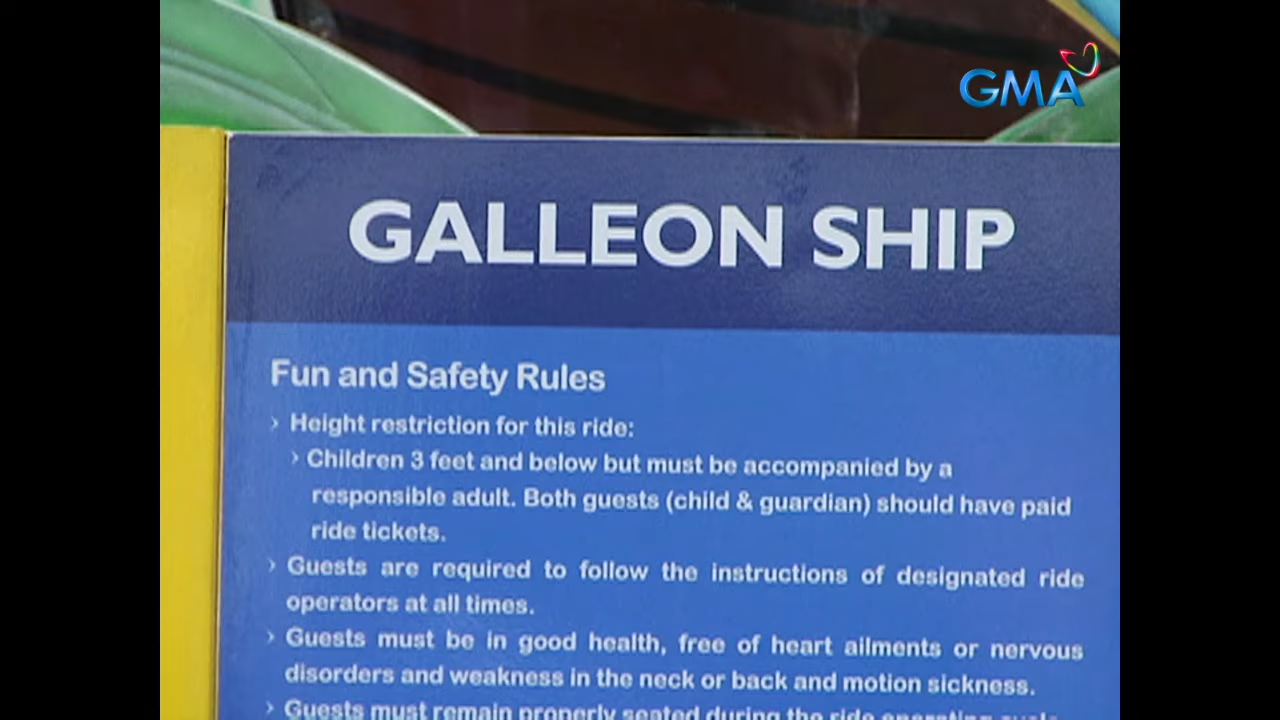 GMA
GALLEON SHIP
Fun and Safety Rules
› Height restriction for this ride:
› Children 3 feet and below but must be accompanied by a
responsible adult. Both guests (child & guardian) should have paid
ride tickets.
› Guests are required to follow the instructions of designated ride
operators at all times.
› Guests must be in good health, free of heart ailments or nervous
disorders and weakness in the neck or back and motion sickness.
› Guests must remain properly seated during the ride operating cycle